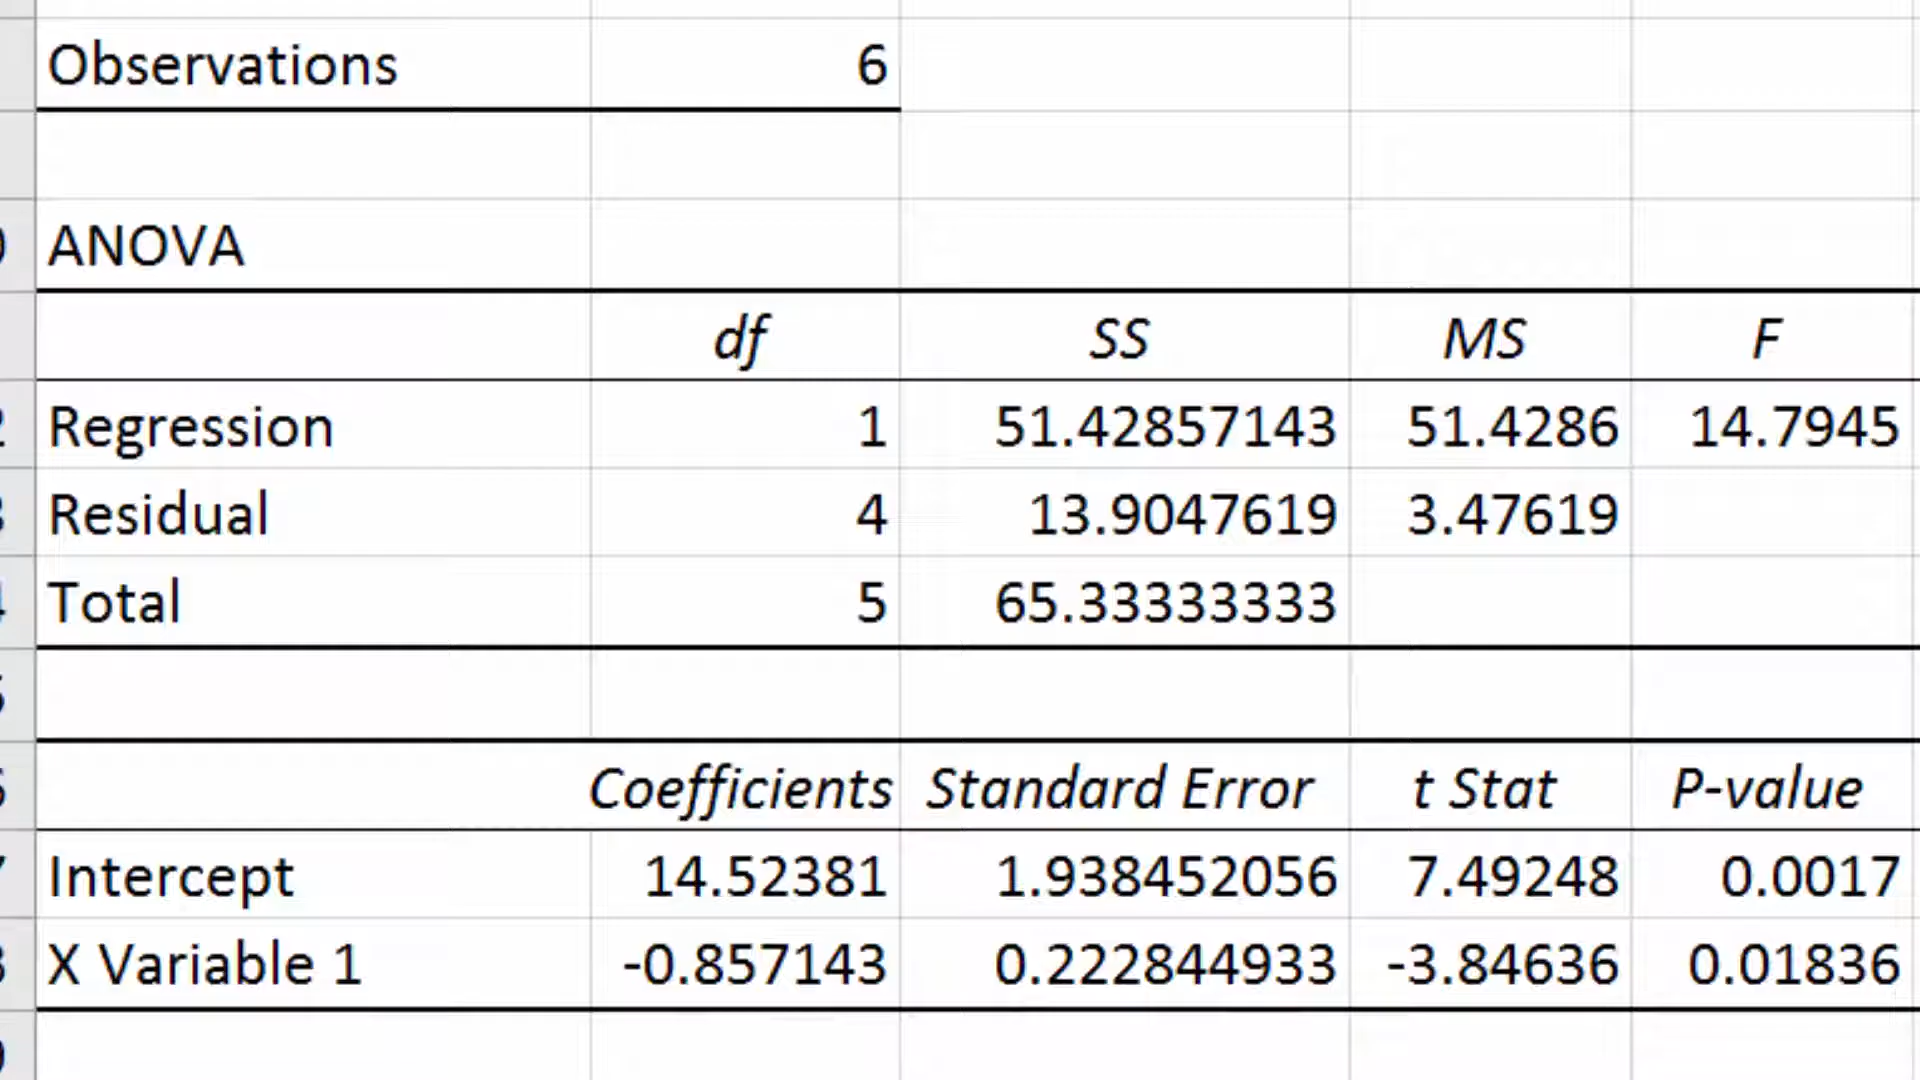 Observations 6
ANOVA
df SS MS F
Regression 1 51.42857143 51.4286 14.7945
Residual 4 13.9047619 3.47619
Total 5 65.33333333
Coefficients Standard Error t Stat P-value
Intercept 14.52381 1.938452056 7.49248 0.0017
X Variable 1 -0.857143 0.222844933 -3.84636 0.01836